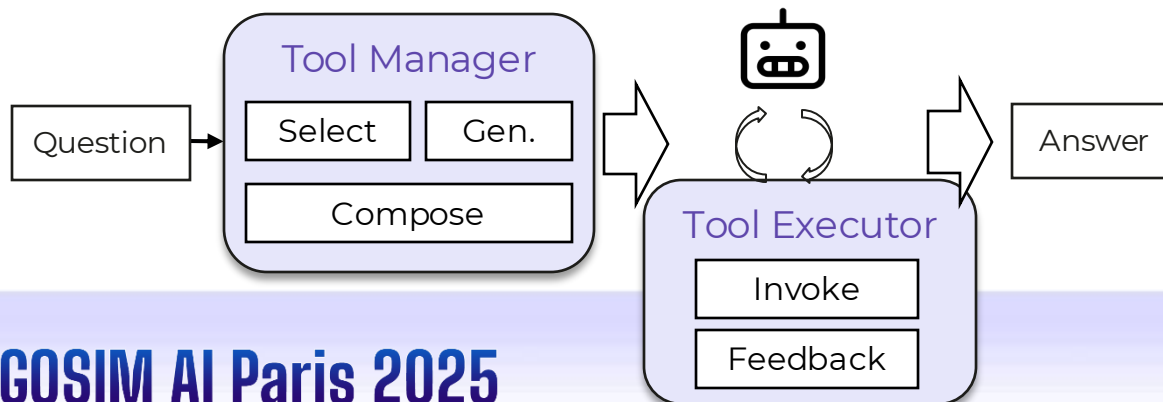 Tool Manager
Question
Select
Gen.
Compose
Tool Executor
Invoke
Feedback
Answer
GOSIM AI Paris 2025